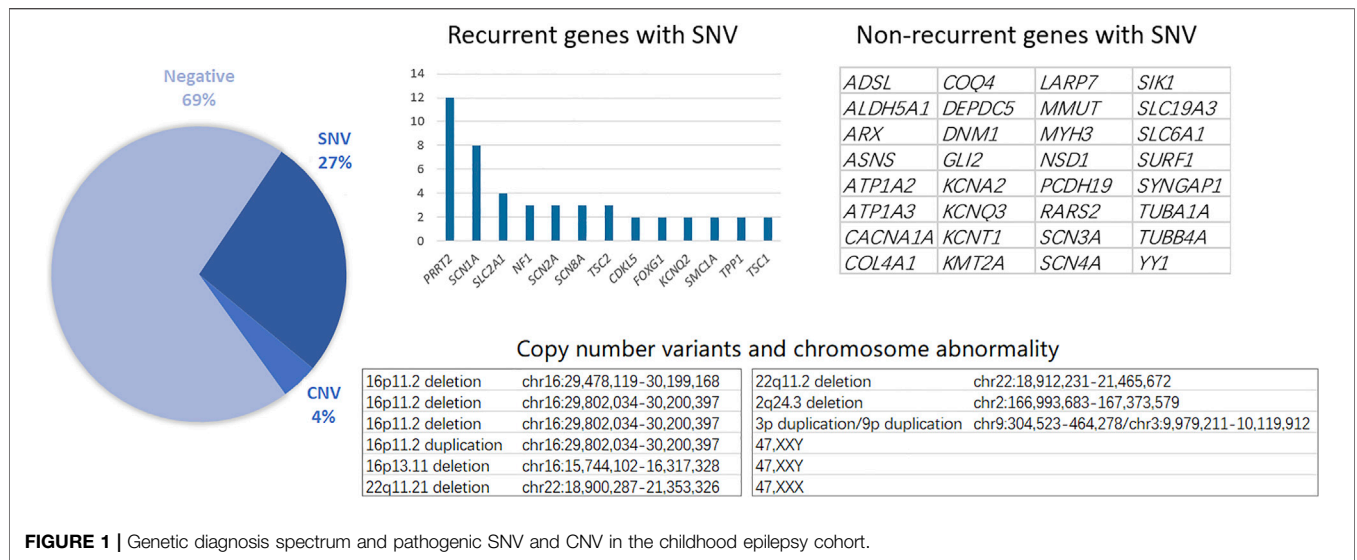 Negative
69%
SNV
27%
CNV
4%
Recurrent genes with SNV
14
12
10
8
6
4
2
0
PRRT2
SCN1A
SLC2A1
NF1
SCN2A
SCN8A
TSC2
CDKL5
FOXG1
KCNQ2
SMC1A
TPP1
TSC1
Non-recurrent genes with SNV
ADSL COQ4 LARP7 SIK1
ALDH5A1 DEPDC5 MMUT SLC19A3
ARX DNM1 MYH3 SLC6A1
ASNS GLI2 NSD1 SURF1
ATP1A2 KCNA2 PCDH19 SYNGAP1
ATP1A3 KCNQ3 RARS2 TUBA1A
CACNA1A KCNT1 SCN3A TUBB4A
COL4A1 KMT2A SCN4A YY1
Copy number variants and chromosome abnormality
16p11.2 deletion chr16:29,478,119-30,199,168
16p11.2 deletion chr16:29,802,034-30,200,397
16p11.2 deletion chr16:29,802,034-30,200,397
16p11.2 duplication chr16:29,802,034-30,200,397
16p13.11 deletion chr16:15,744,102-16,317,328
22q11.21 deletion chr22:18,900,287-21,353,326
22q11.2 deletion chr22:18,912,231-21,465,672
2q24.3 deletion chr2:166,993,683-167,373,579
3p duplication/9p duplication chr9:304,523-464,278/chr3:9,979,211-10,119,912
47,XXY
47,XXY
47,XXX
FIGURE 1 | Genetic diagnosis spectrum and pathogenic SNV and CNV in the childhood epilepsy cohort.